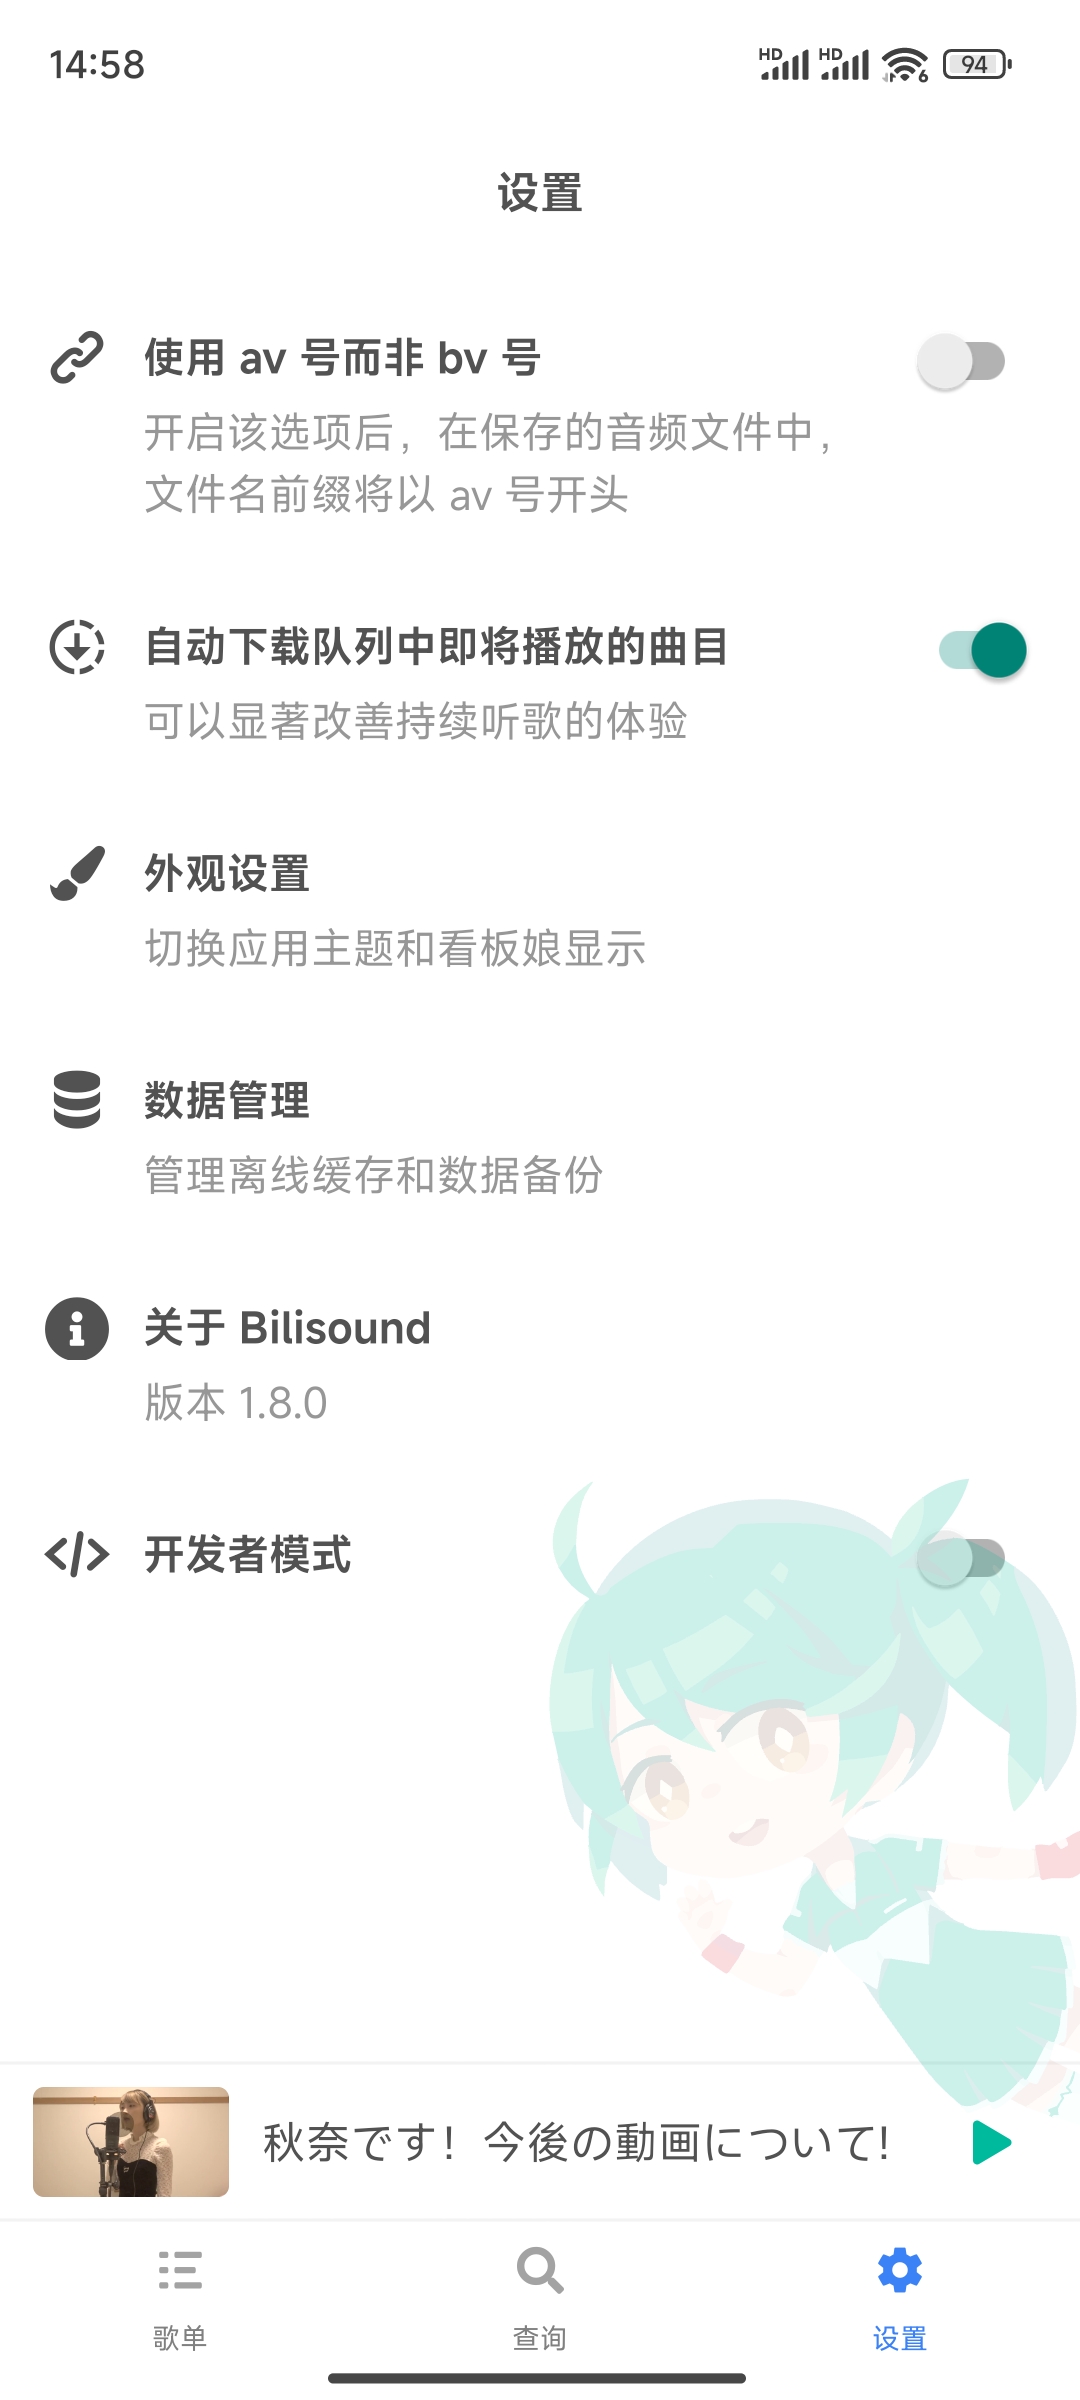 14:58
HD HD 6 94
设置
使用 av 号而非 bv 号
开启该选项后，在保存的音频文件中，
文件名前缀将以 av 号开头
自动下载队列中即将播放的曲目
可以显著改善持续听歌的体验
外观设置
切换应用主题和看板娘显示
数据管理
管理离线缓存和数据备份
关于 Bilisound
版本 1.8.0
开发者模式
秋奈です！今後の動画について!
歌单
查询
设置